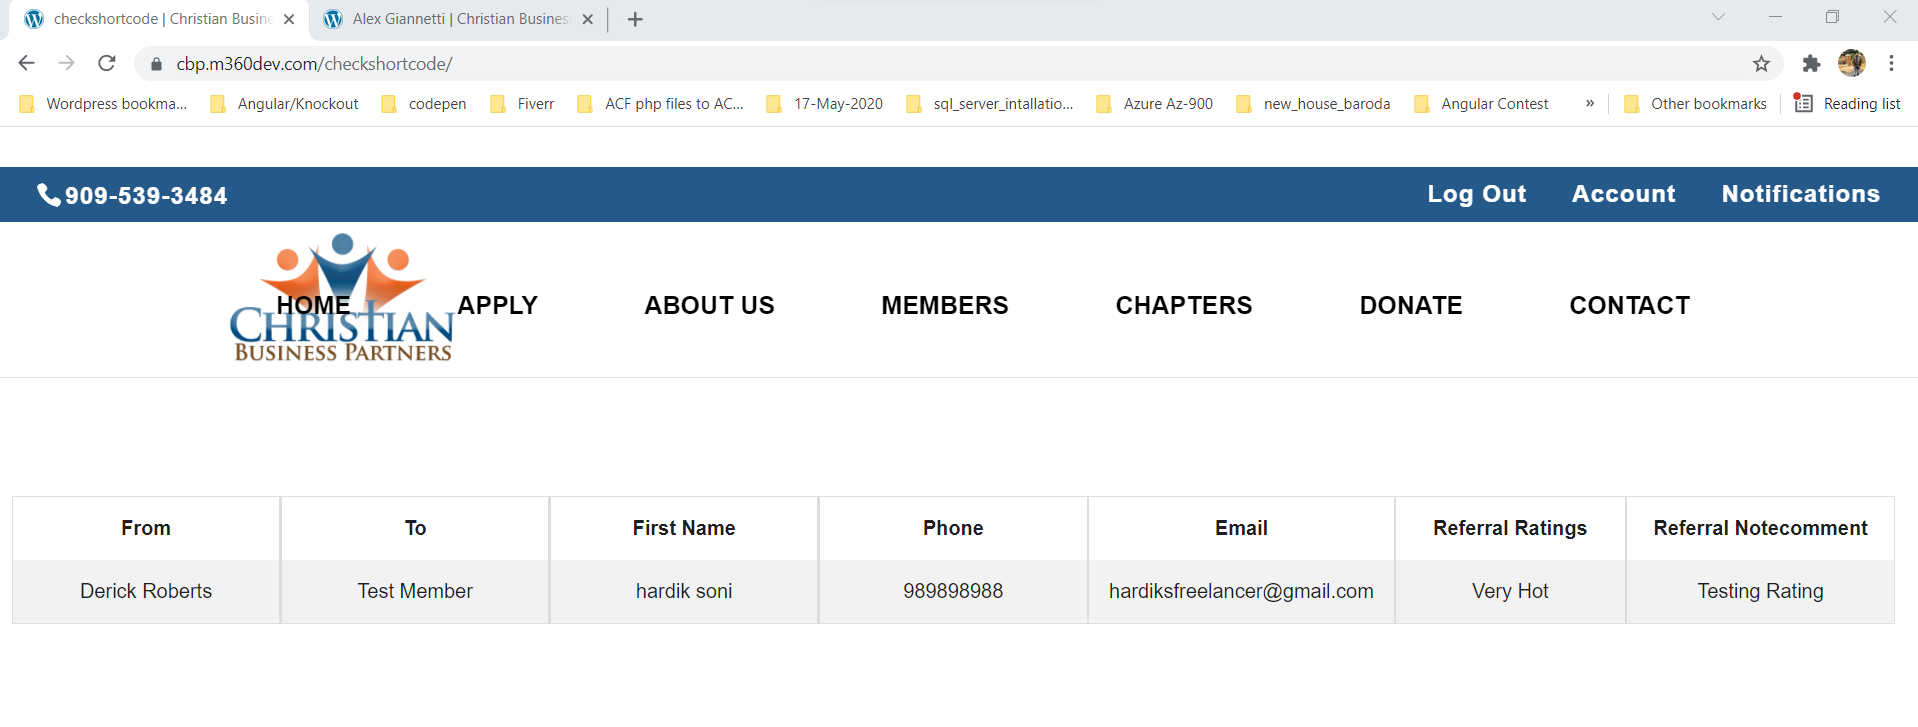 checkshortcode | Christian Busine
Alex Giannetti | Christian Business
cbp.m360dev.com/checkshortcode/
Wordpress bookma... Angular/Knockout codepen Fiverr ACF php files to AC... 17-May-2020 sql_server_intallatio... Azure Az-900 new_house_baroda Angular Contest » Other bookmarks Reading list
909-539-3484 Log Out Account Notifications
HOME APPLY ABOUT US MEMBERS CHAPTERS DONATE CONTACT
CHRISTIAN
BUSINESS PARTNERS
From To First Name Phone Email Referral Ratings Referral Notecomment
Derick Roberts Test Member hardik soni 989898988 hardiksfreelancer@gmail.com Very Hot Testing Rating